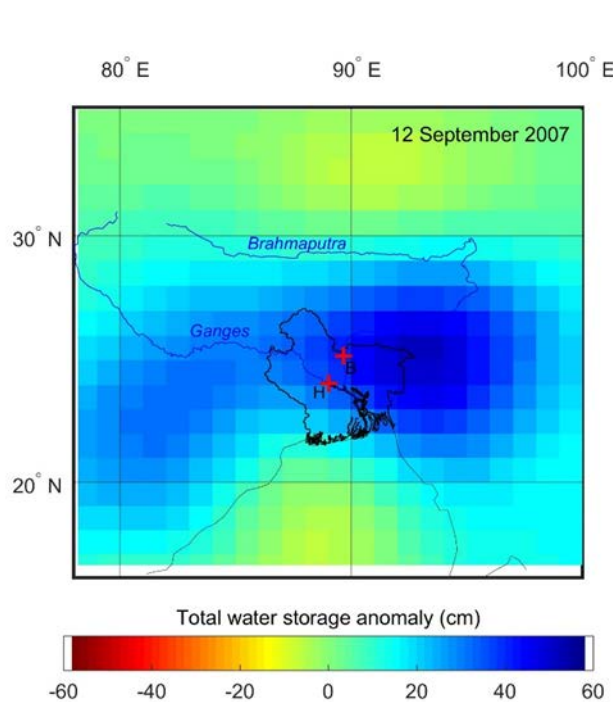 80° E 90° E 100° E
12 September 2007
30° N
Brahmaputra
Ganges
B
H
20° N
Total water storage anomaly (cm)
-60 -40 -20 0 20 40 60